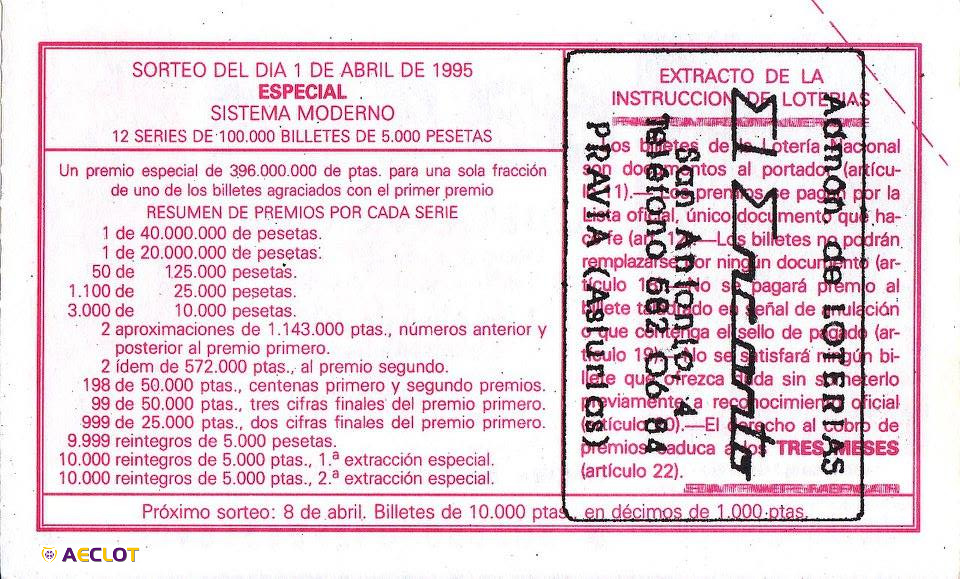 SORTEO DEL DIA 1 DE ABRIL DE 1995
ESPECIAL
SISTEMA MODERNO
12 SERIES DE 100.000 BILLETES DE 5.000 PESETAS
Un premio especial de 396.000.000 de ptas. para una sola fracción
de uno de los billetes agraciados con el primer premio
RESUMEN DE PREMIOS POR CADA SERIE
1 de 40.000.000 de pesetas.
1 de 20.000.000 de pesetas.
50 de 125.000 pesetas.
1.100 de 25.000 pesetas.
3.000 de 10.000 pesetas.
2 aproximaciones de 1.143.000 ptas., números anterior y
posterior al premio primero.
2 ídem de 572.000 ptas., al premio segundo.
198 de 50.000 ptas., centenas primero y segundo premios.
99 de 50.000 ptas., tres cifras finales del premio primero.
999 de 25.000 ptas., dos cifras finales del premio primero.
9.999 reintegros de 5.000 pesetas.
10.000 reintegros de 5.000 ptas., 1.ª extracción especial.
10.000 reintegros de 5.000 ptas., 2.ª extracción especial.
EXTRACTO DE LA
INSTRUCCION DE LOTERIAS
Los billetes de la Lotería Nacional
son documentos al portador (artícu-
1).—Los premios se pagan por la
Lista oficial, único documento que ha-
ce fe (art. 12).—Los billetes no podrán
remplazarse por ningún documento (ar-
tículo No se pagará premio al
billete taladrado en señal de anulación
o que contenga el sello de pagado (ar-
tículo 19). No se satisfará ningún bi-
llete que ofrezca duda sin someterlo
previamente a reconocimiento oficial
(artículo 20).—El derecho al cobro de
premios caduca a los TRES MESES
(artículo 22).
Admón. de LOTERIAS
El Encanto
San Antonio, 4
Teléfono 582 06 84
PRAVIA (Asturias)
Próximo sorteo: 8 de abril. Billetes de 10.000 ptas., en décimos de 1.000 ptas.
AECLOT